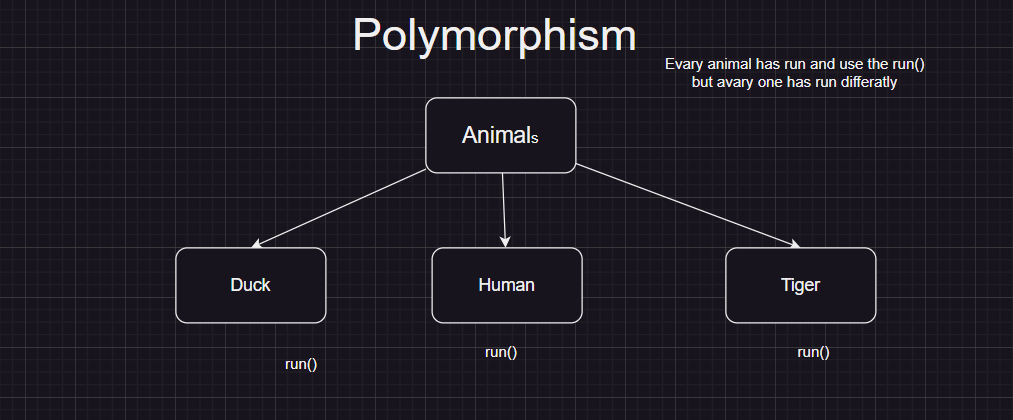 Polymorphism
Evary animal has run and use the run()
but avary one has run differatly
Animals
Duck
Human
Tiger
run()
run()
run()